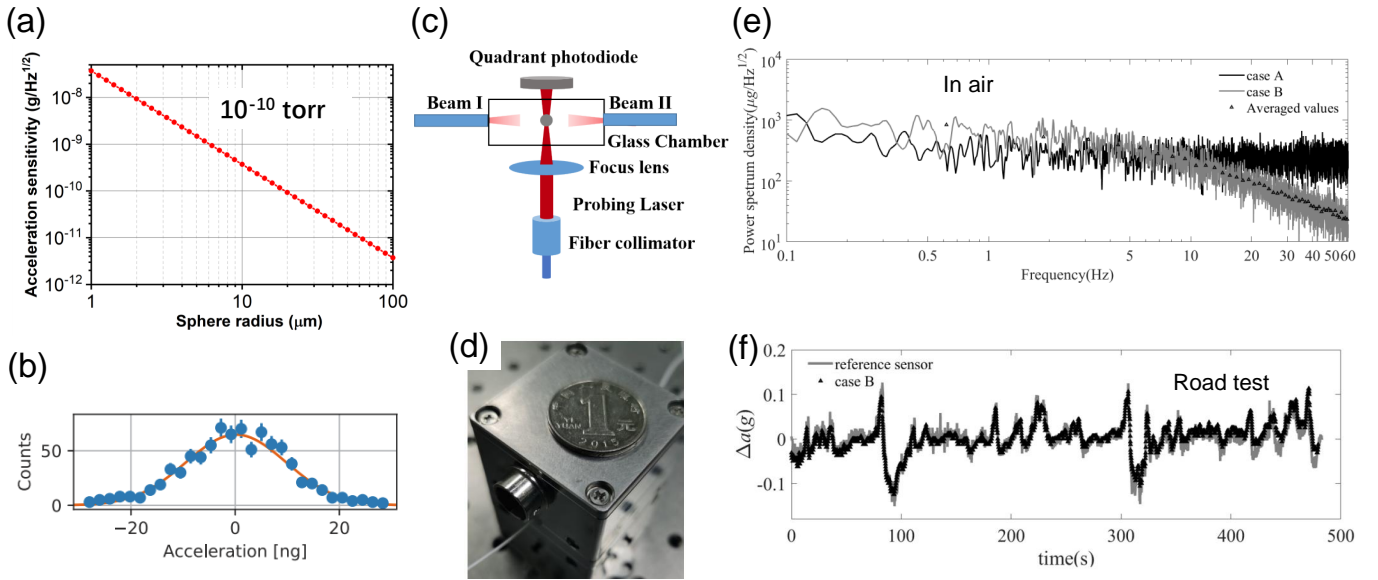 (a)
Acceleration sensitivity (g/Hz1/2)
10-8
10-9
10-10
10-11
10-12
10-10 torr
1
10
100
Sphere radius (μm)
(b)
Counts
50
0
−20
0
20
Acceleration [ng]
(c)
Quadrant photodiode
Beam I
Beam II
Glass Chamber
Focus lens
Probing Laser
Fiber collimator
(d)
1
YUAN
元
2015
(e)
Power spetrum density(μg/Hz1/2)
104
103
102
101
In air
case A
case B
Averaged values
0.1
0.5
1
5
10
20
30
40
50
60
Frequency(Hz)
(f)
Δa(g)
0.2
0.1
0
-0.1
reference sensor
case B
Road test
0
100
200
300
400
500
time(s)